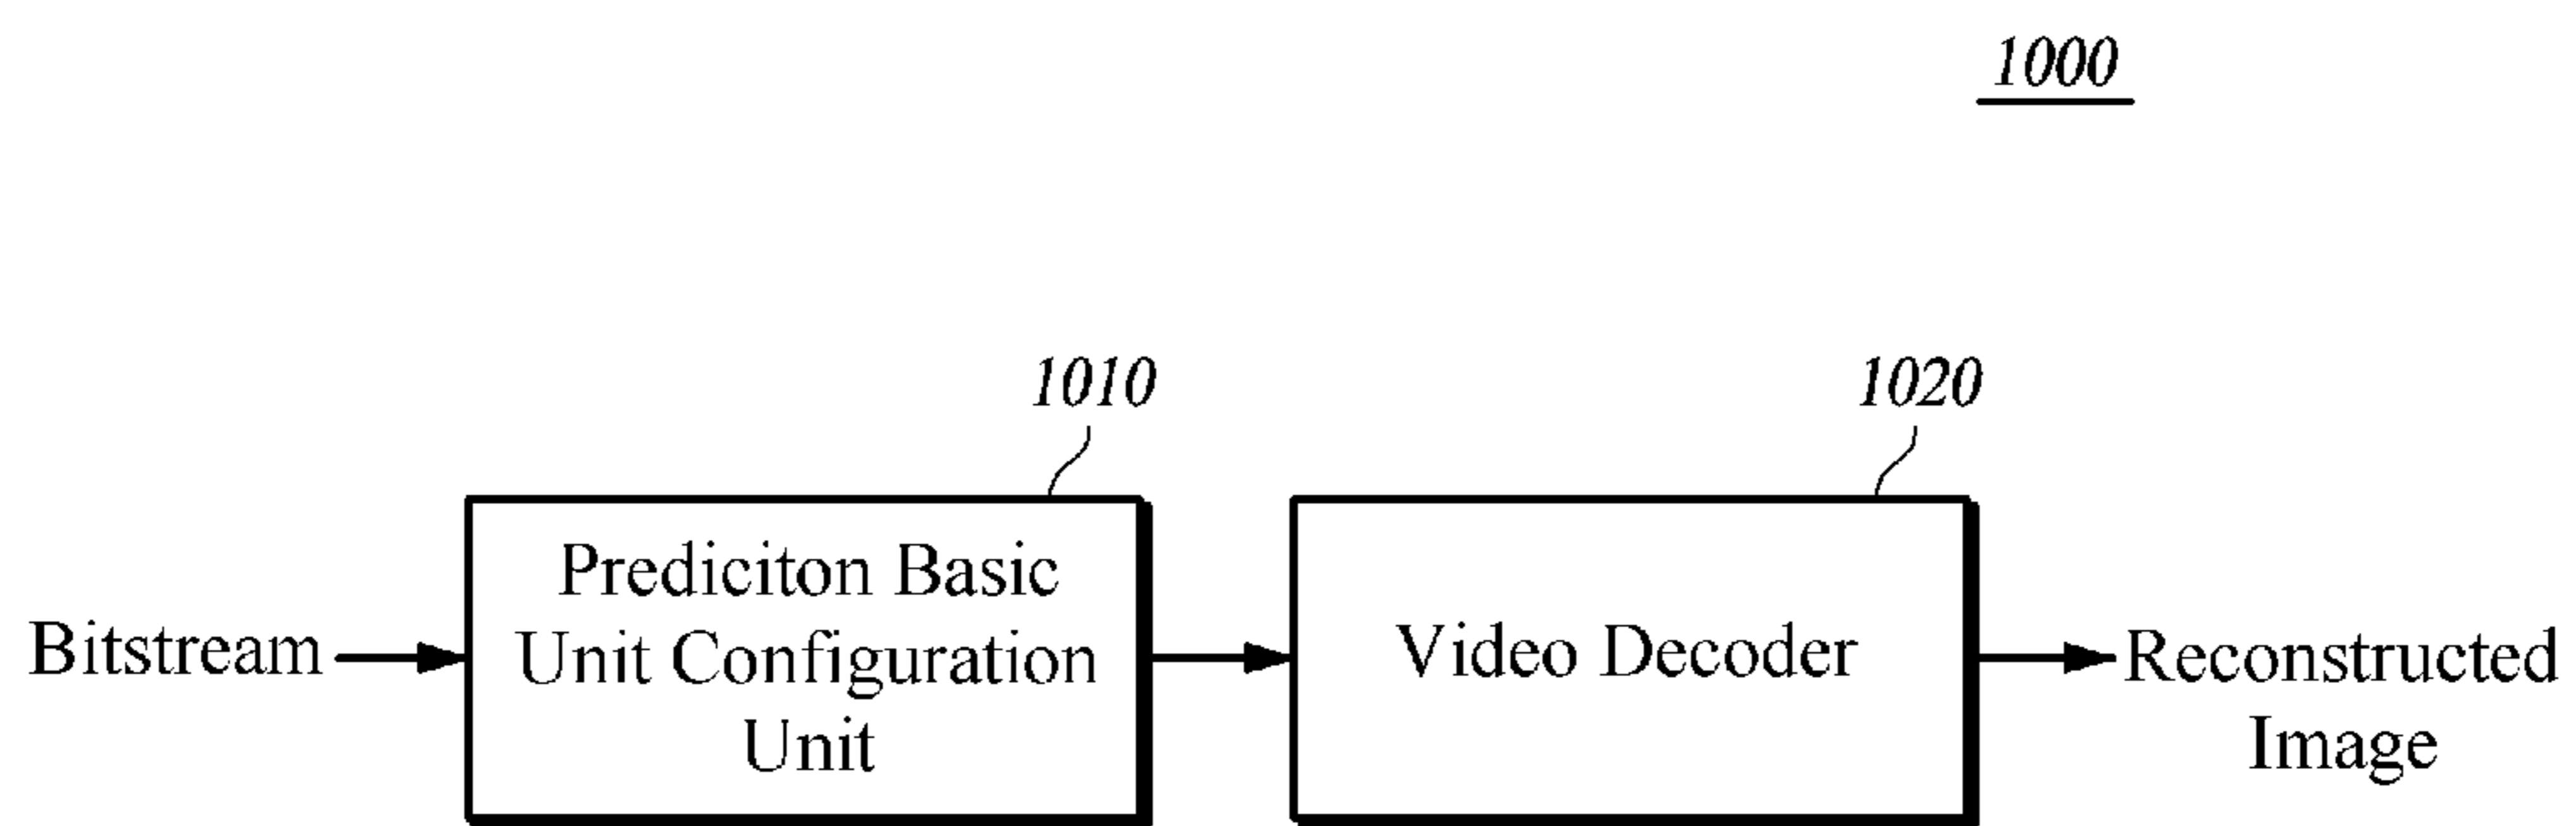 1000
1010
1020
Bitstream
Prediciton Basic
Unit Configuration
Unit
Video Decoder
Reconstructed
Image